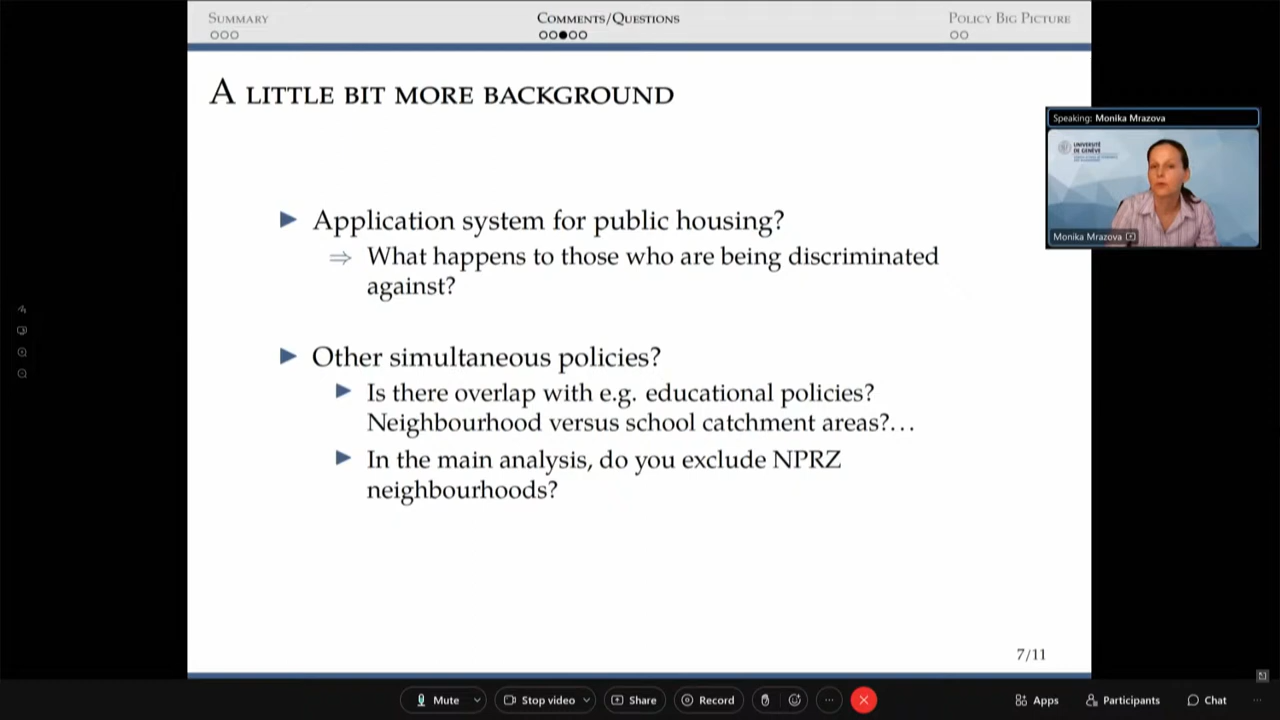 SUMMARY
COMMENTS/QUESTIONS
POLICY BIG PICTURE
A LITTLE BIT MORE BACKGROUND
Speaking: Monika Mrazova
UNIVERSITÉ
DE GENÈVE
Monika Mrazova
Application system for public housing?
⇒ What happens to those who are being discriminated
against?
Other simultaneous policies?
Is there overlap with e.g. educational policies?
Neighbourhood versus school catchment areas?...
In the main analysis, do you exclude NPRZ
neighbourhoods?
7/11
Mute
Stop video
Share
Record
Apps
Participants
Chat